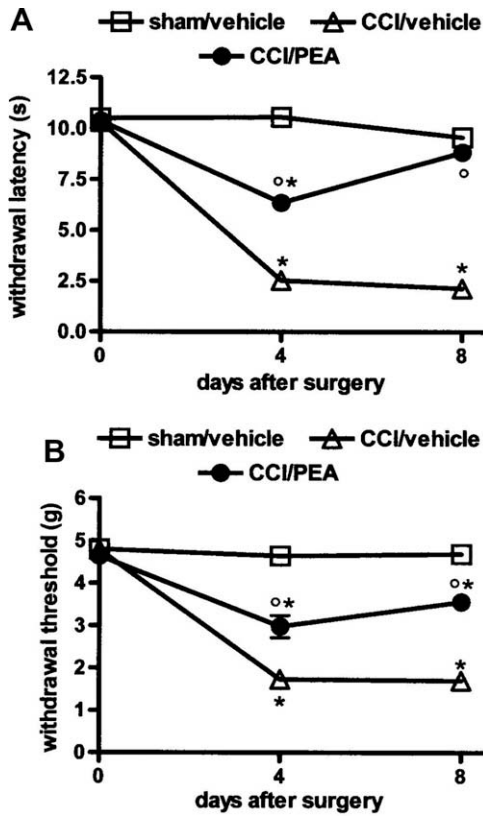 A
sham/vehicle CCI/vehicle
CCI/PEA
withdrawal latency (s)
12.5
10.0
7.5
5.0
2.5
0.0
° *
°
*
*
0 4 8
days after surgery
B
sham/vehicle CCI/vehicle
CCI/PEA
withdrawal threshold (g)
6
5
4
3
2
1
0
° *
° *
*
*
0 4 8
days after surgery